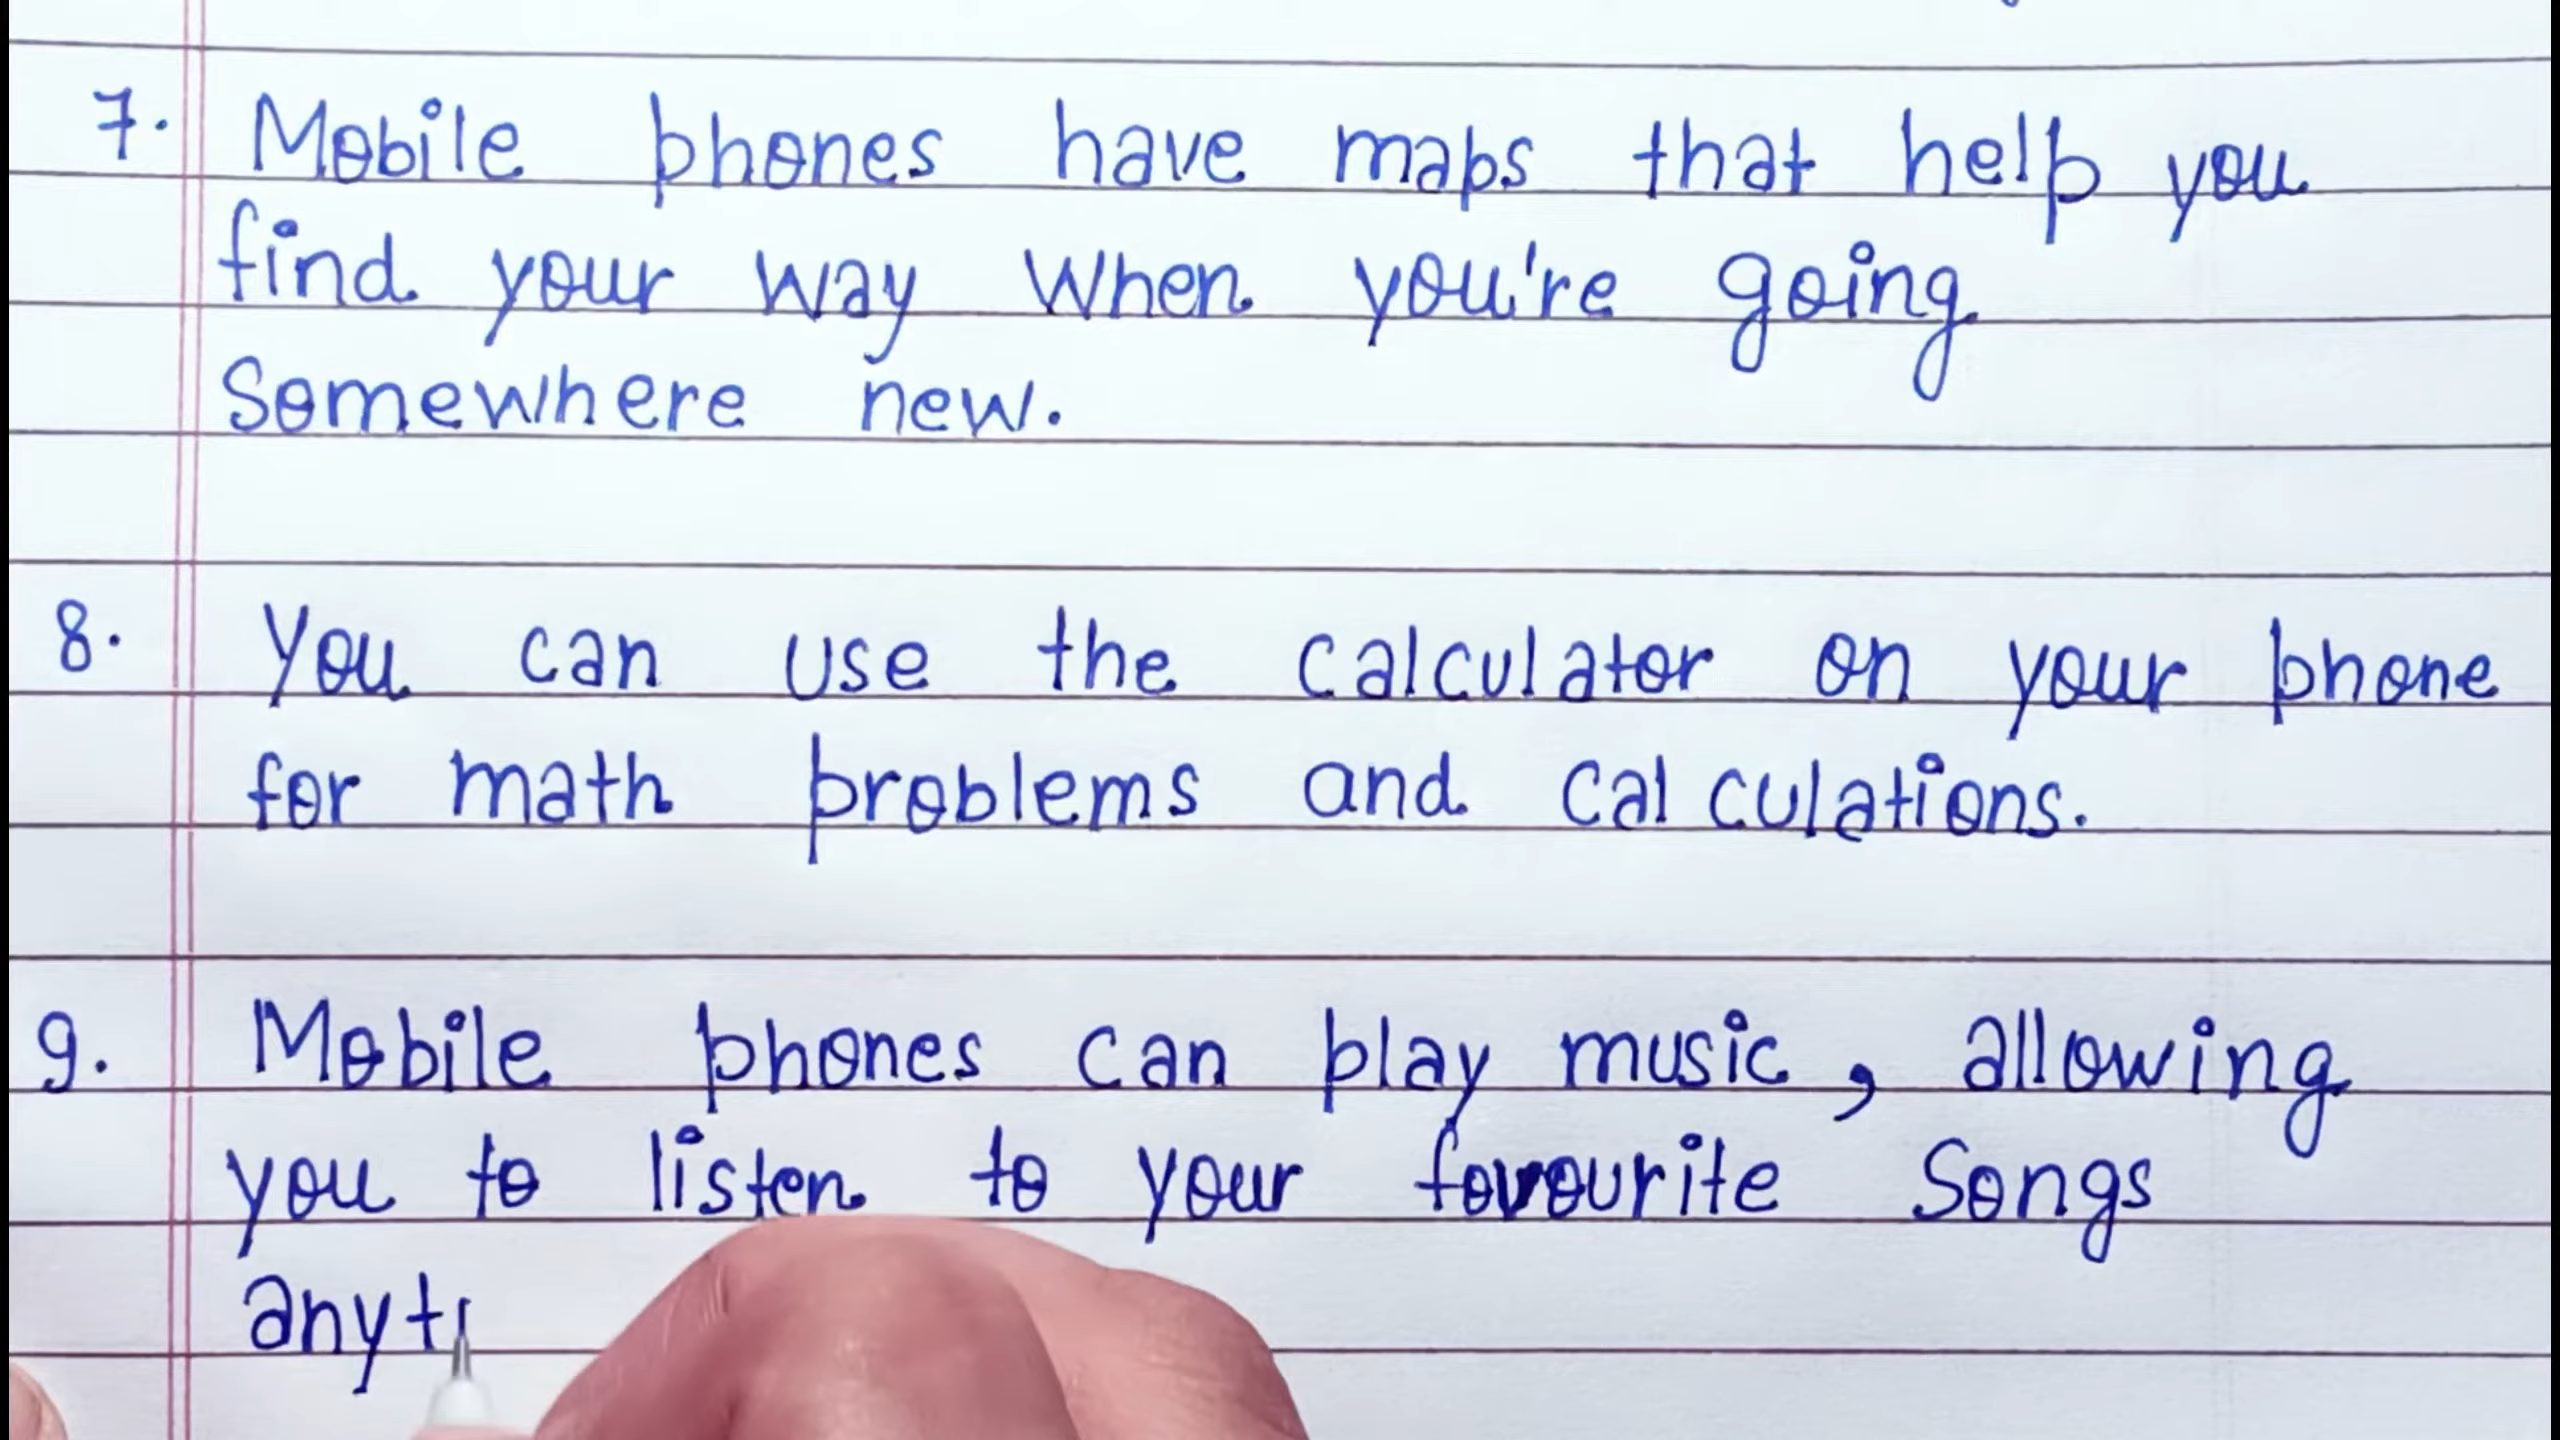 7. Mobile phones have maps that help you
find your way when you're going
Somewhere new.
8. You can use the calculator on your phone
for math problems and calculations.
9. Mobile phones can play music, allowing
you to listen to your fovourite Songs